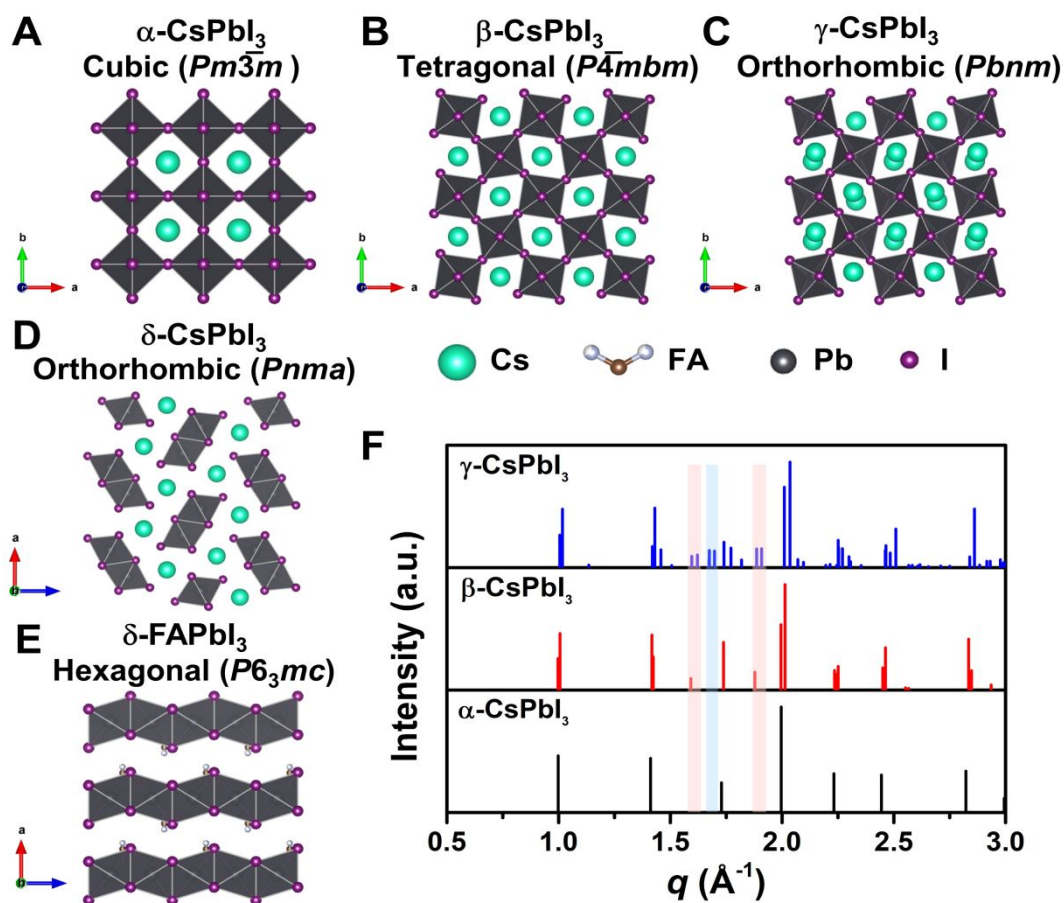 A
α-CsPbI₃
Cubic (Pm3̅m )
b
a
B
β-CsPbI₃
Tetragonal (P4̅mbm)
b
a
C
γ-CsPbI₃
Orthorhombic (Pbnm)
b
a
D
δ-CsPbI₃
Orthorhombic (Pnma)
a
Cs
FA
Pb
I
E
δ-FAPbI₃
Hexagonal (P6₃mc)
a
F
γ-CsPbI₃
β-CsPbI₃
α-CsPbI₃
Intensity (a.u.)
0.5 1.0 1.5 2.0 2.5 3.0
q (Å⁻¹)